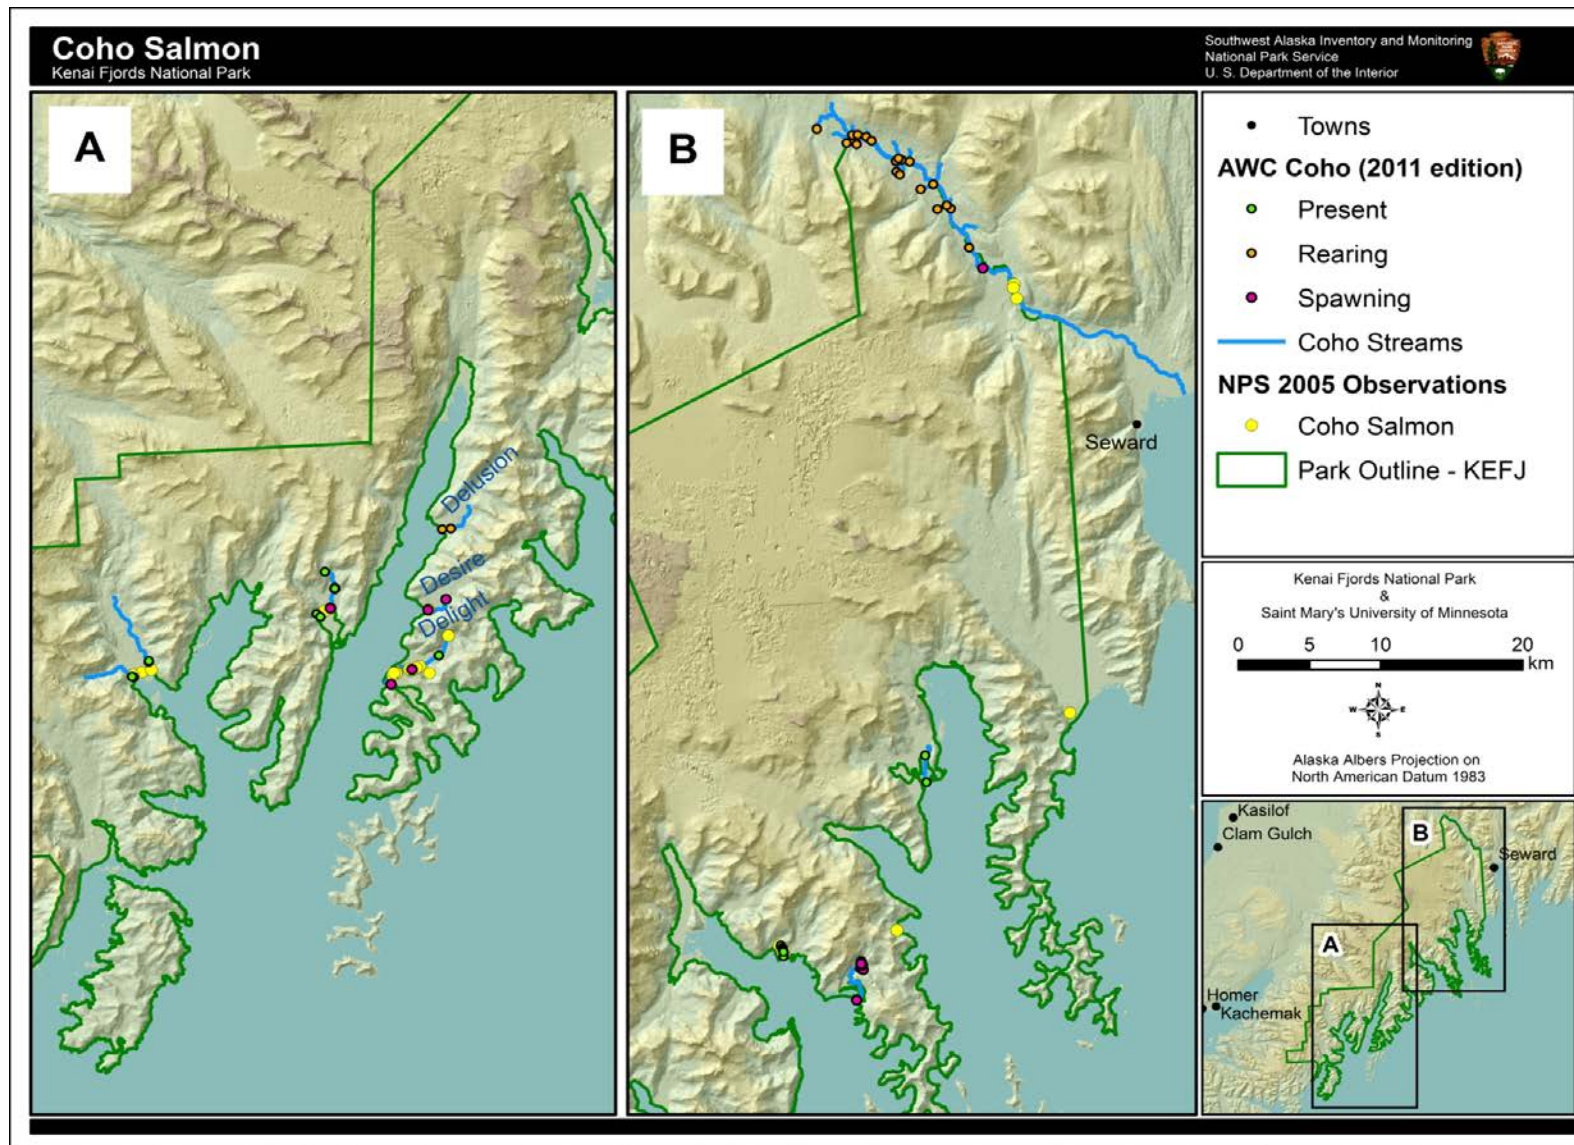 Coho Salmon
Kenai Fjords National Park
Southwest Alaska Inventory and Monitoring
National Park Service
U. S. Department of the Interior
A
Delusion
Desire
Delight
B
Seward
Towns
AWC Coho (2011 edition)
Present
Rearing
Spawning
Coho Streams
NPS 2005 Observations
Coho Salmon
Park Outline - KEFJ
Kenai Fjords National Park
&
Saint Mary's University of Minnesota
0 5 10 20
km
N
W E
S
Alaska Albers Projection on
North American Datum 1983
Kasilof
Clam Gulch
B
Seward
A
Homer
Kachemak